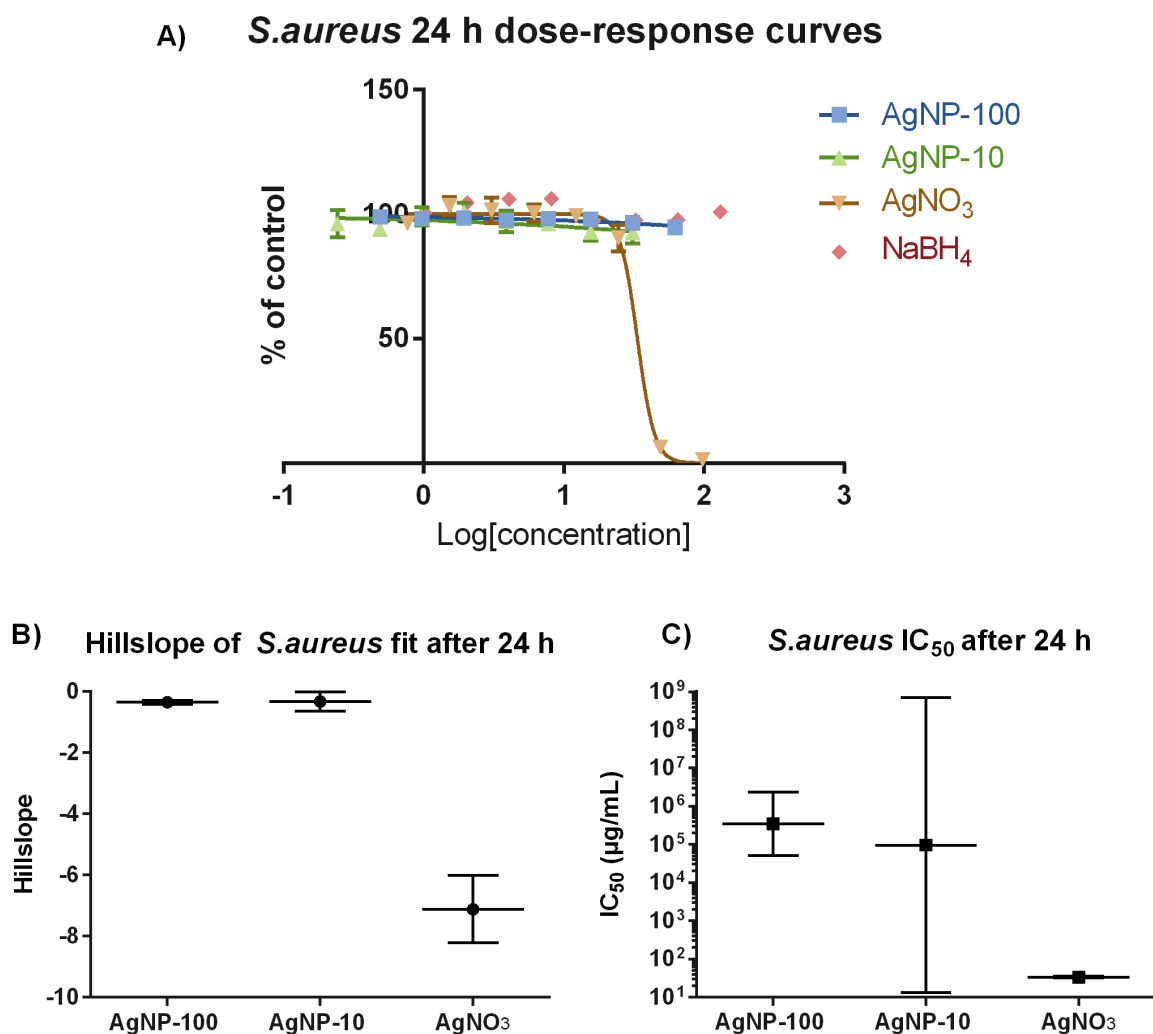 A) S.aureus 24 h dose-response curves
150
100
50
% of control
-1 0 1 2 3
Log[concentration]
AgNP-100
AgNP-10
AgNO₃
NaBH₄
B) Hillslope of S.aureus fit after 24 h
0
-2
-4
-6
-8
-10
Hillslope
AgNP-100 AgNP-10 AgNO₃
C) S.aureus IC₅₀ after 24 h
10⁹
10⁸
10⁷
10⁶
10⁵
10⁴
10³
10²
10¹
IC₅₀ (µg/mL)
AgNP-100 AgNP-10 AgNO₃